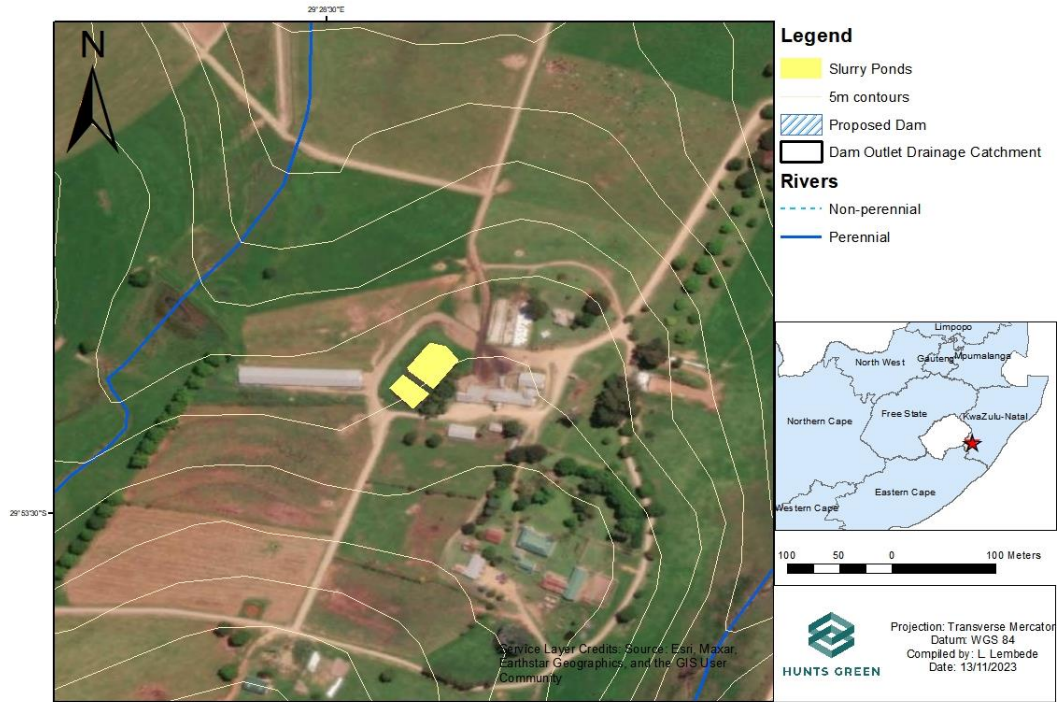 29°28'30"E
N
Legend
Slurry Ponds
5m contours
Proposed Dam
Dam Outlet Drainage Catchment
Rivers
Non-perennial
Perennial
Limpopo
North West
Gauteng
Mpumalanga
Free State
KwaZulu-Natal
Northern Cape
Eastern Cape
Western Cape
29°53'30"S
100 50 0 100 Meters
Service Layer Credits: Source: Esri, Maxar,
Earthstar Geographics, and the GIS User
Community
HUNTS GREEN
Projection: Transverse Mercator
Datum: WGS 84
Compiled by: L. Lembede
Date: 13/11/2023